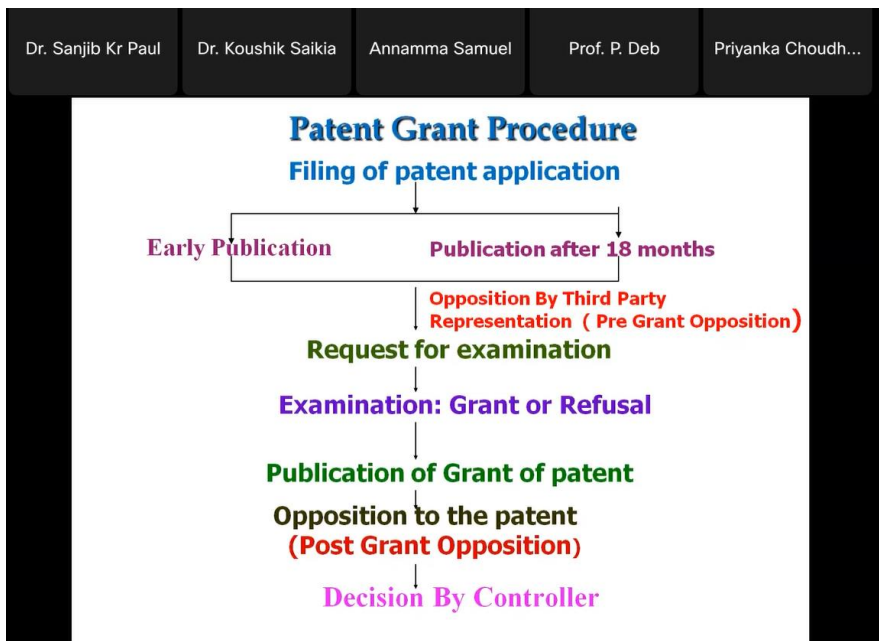 Dr. Sanjib Kr Paul
Dr. Koushik Saikia
Annamma Samuel
Prof. P. Deb
Priyanka Choudh...
Patent Grant Procedure
Filing of patent application
Early Publication
Publication after 18 months
Opposition By Third Party
Representation ( Pre Grant Opposition)
Request for examination
Examination: Grant or Refusal
Publication of Grant of patent
Opposition to the patent
(Post Grant Opposition)
Decision By Controller